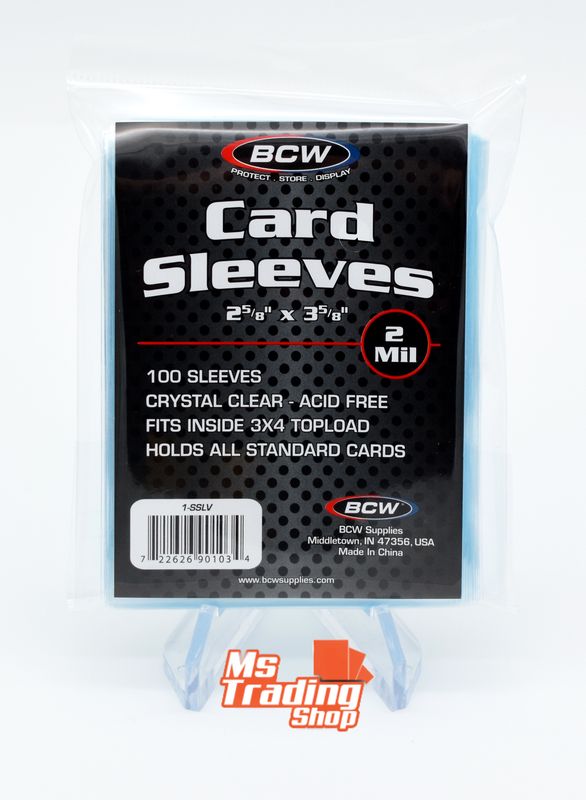 BCW
PROTECT . STORE . DISPLAY
Card
Sleeves
2 5/8" x 3 5/8"
2
Mil
100 SLEEVES
CRYSTAL CLEAR - ACID FREE
FITS INSIDE 3X4 TOPLOAD
HOLDS ALL STANDARD CARDS
1-SSLV
7 22626 90103 4
BCW
BCW Supplies
Middletown, IN 47356, USA
Made In China
www.bcwsupplies.com
Ms
Trading
Shop